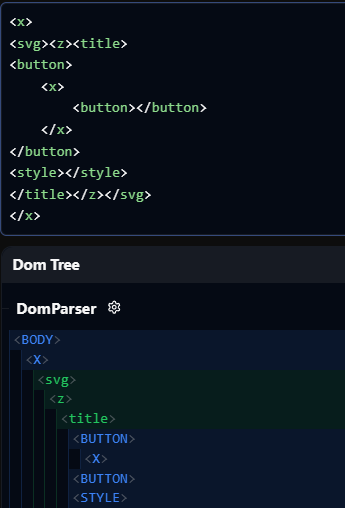 <x>
<svg><z><title>
<button>
    <x>
        <button></button>
    </x>
</button>
<style></style>
</title></z></svg>
</x>
Dom Tree
DomParser
<BODY>
<X>
<svg>
<z>
<title>
<BUTTON>
<X>
<BUTTON>
<STYLE>